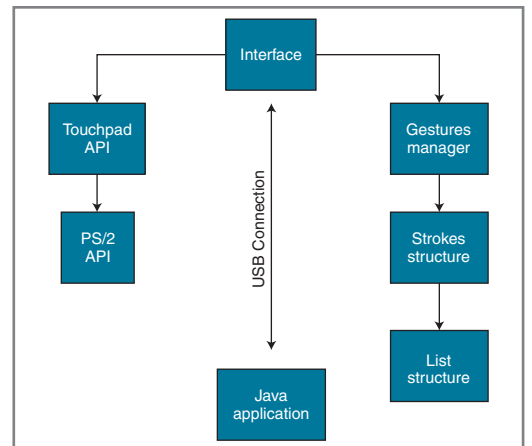 Interface
Touchpad
API
Gestures
manager
PS/2
API
USB Connection
Strokes
structure
List
structure
Java
application